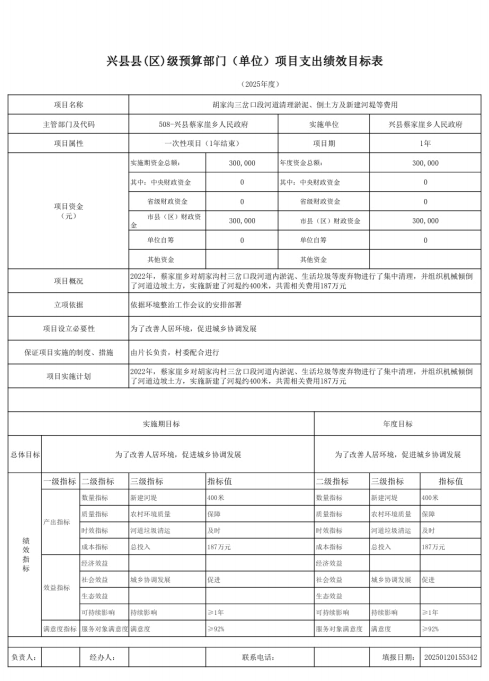 兴县县(区)级预算部门（单位）项目支出绩效目标表
（2025年度）
项目名称 胡家沟三岔口段河道清理淤泥、倒土方及新建河堤等费用
主管部门及代码 508-兴县蔡家崖乡人民政府 实施单位 兴县蔡家崖乡人民政府
项目属性 一次性项目（1年结束） 项目期 1年
项目资金（元）
实施期资金总额： 300,000 年度资金总额： 300,000
其中：中央财政资金 0 其中：中央财政资金 0
省级财政资金 0 省级财政资金 0
市县（区）财政资金 300,000 市县（区）财政资金 300,000
单位自筹 0 单位自筹 0
其他资金 其他资金
项目概况 2022年，蔡家崖乡对胡家沟村三岔口段河道内淤泥、生活垃圾等废弃物进行了集中清理，并组织机械倾倒了河道边坡土方，实施新建了河堤约400米，共需相关费用187万元
立项依据 依据环境整治工作会议的安排部署
项目设立必要性 为了改善人居环境，促进城乡协调发展
保证项目实施的制度、措施 由片长负责，村委配合进行
项目实施计划 2022年，蔡家崖乡对胡家沟村三岔口段河道内淤泥、生活垃圾等废弃物进行了集中清理，并组织机械倾倒了河道边坡土方，实施新建了河堤约400米，共需相关费用187万元
实施期目标 年度目标
总体目标 为了改善人居环境，促进城乡协调发展 为了改善人居环境，促进城乡协调发展
绩效指标
一级指标 二级指标 三级指标 指标值 二级指标 三级指标 指标值
产出指标
数量指标 新建河堤 400米 数量指标 新建河堤 400米
质量指标 农村环境质量 保障 质量指标 农村环境质量 保障
时效指标 河道垃圾清运 及时 时效指标 河道垃圾清运 及时
成本指标 总投入 187万元 成本指标 总投入 187万元
效益指标
经济效益 经济效益
社会效益 城乡协调发展 促进 社会效益 城乡协调发展 促进
生态效益 生态效益
可持续影响 持续影响 ≥1年 可持续影响 持续影响 ≥1年
满意度指标 服务对象满意度 满意度 ≥92% 服务对象满意度 满意度 ≥92%
负责人： 经办人： 联系电话： 填报日期： 20250120155342